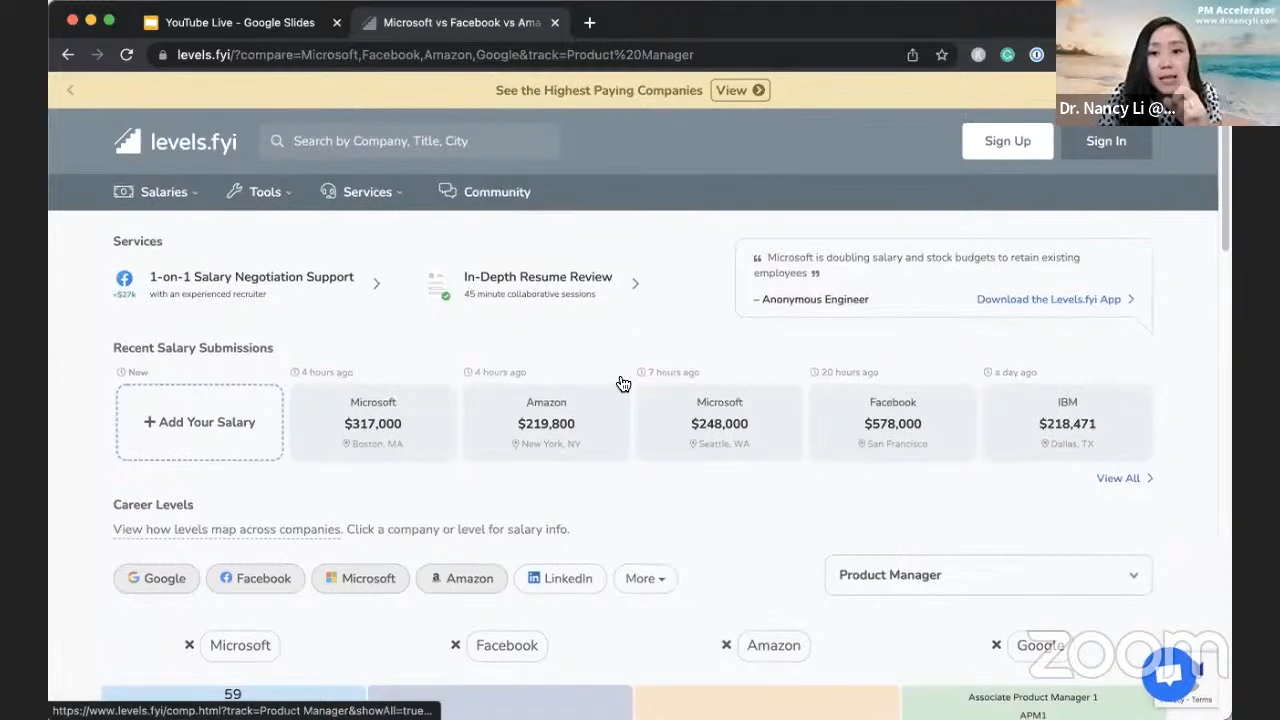 YouTube Live - Google Slides
Microsoft vs Facebook vs Ama
PM Accelerator
www.drnancyli.com
levels.fyi/?compare=Microsoft,Facebook,Amazon,Google&track=Product%20Manager
Dr. Nancy Li @...
See the Highest Paying Companies
View
levels.fyi
Search by Company, Title, City
Sign Up
Sign In
Salaries
Tools
Services
Community
Services
1-on-1 Salary Negotiation Support
with an experienced recruiter
+$27k
In-Depth Resume Review
45 minute collaborative sessions
❝ Microsoft is doubling salary and stock budgets to retain existing
employees ❞
– Anonymous Engineer
Download the Levels.fyi App
Recent Salary Submissions
Now
+ Add Your Salary
4 hours ago
Microsoft
$317,000
Boston, MA
4 hours ago
Amazon
$219,800
New York, NY
7 hours ago
Microsoft
$248,000
Seattle, WA
20 hours ago
Facebook
$578,000
San Francisco
a day ago
IBM
$218,471
Dallas, TX
View All
Career Levels
View how levels map across companies. Click a company or level for salary info.
Google
Facebook
Microsoft
Amazon
LinkedIn
More
Product Manager
Microsoft
Facebook
Amazon
Google
zoom
59
Associate Product Manager 1
APM1
- Terms
https://www.levels.fyi/comp.html?track=Product Manager&showAll=true...